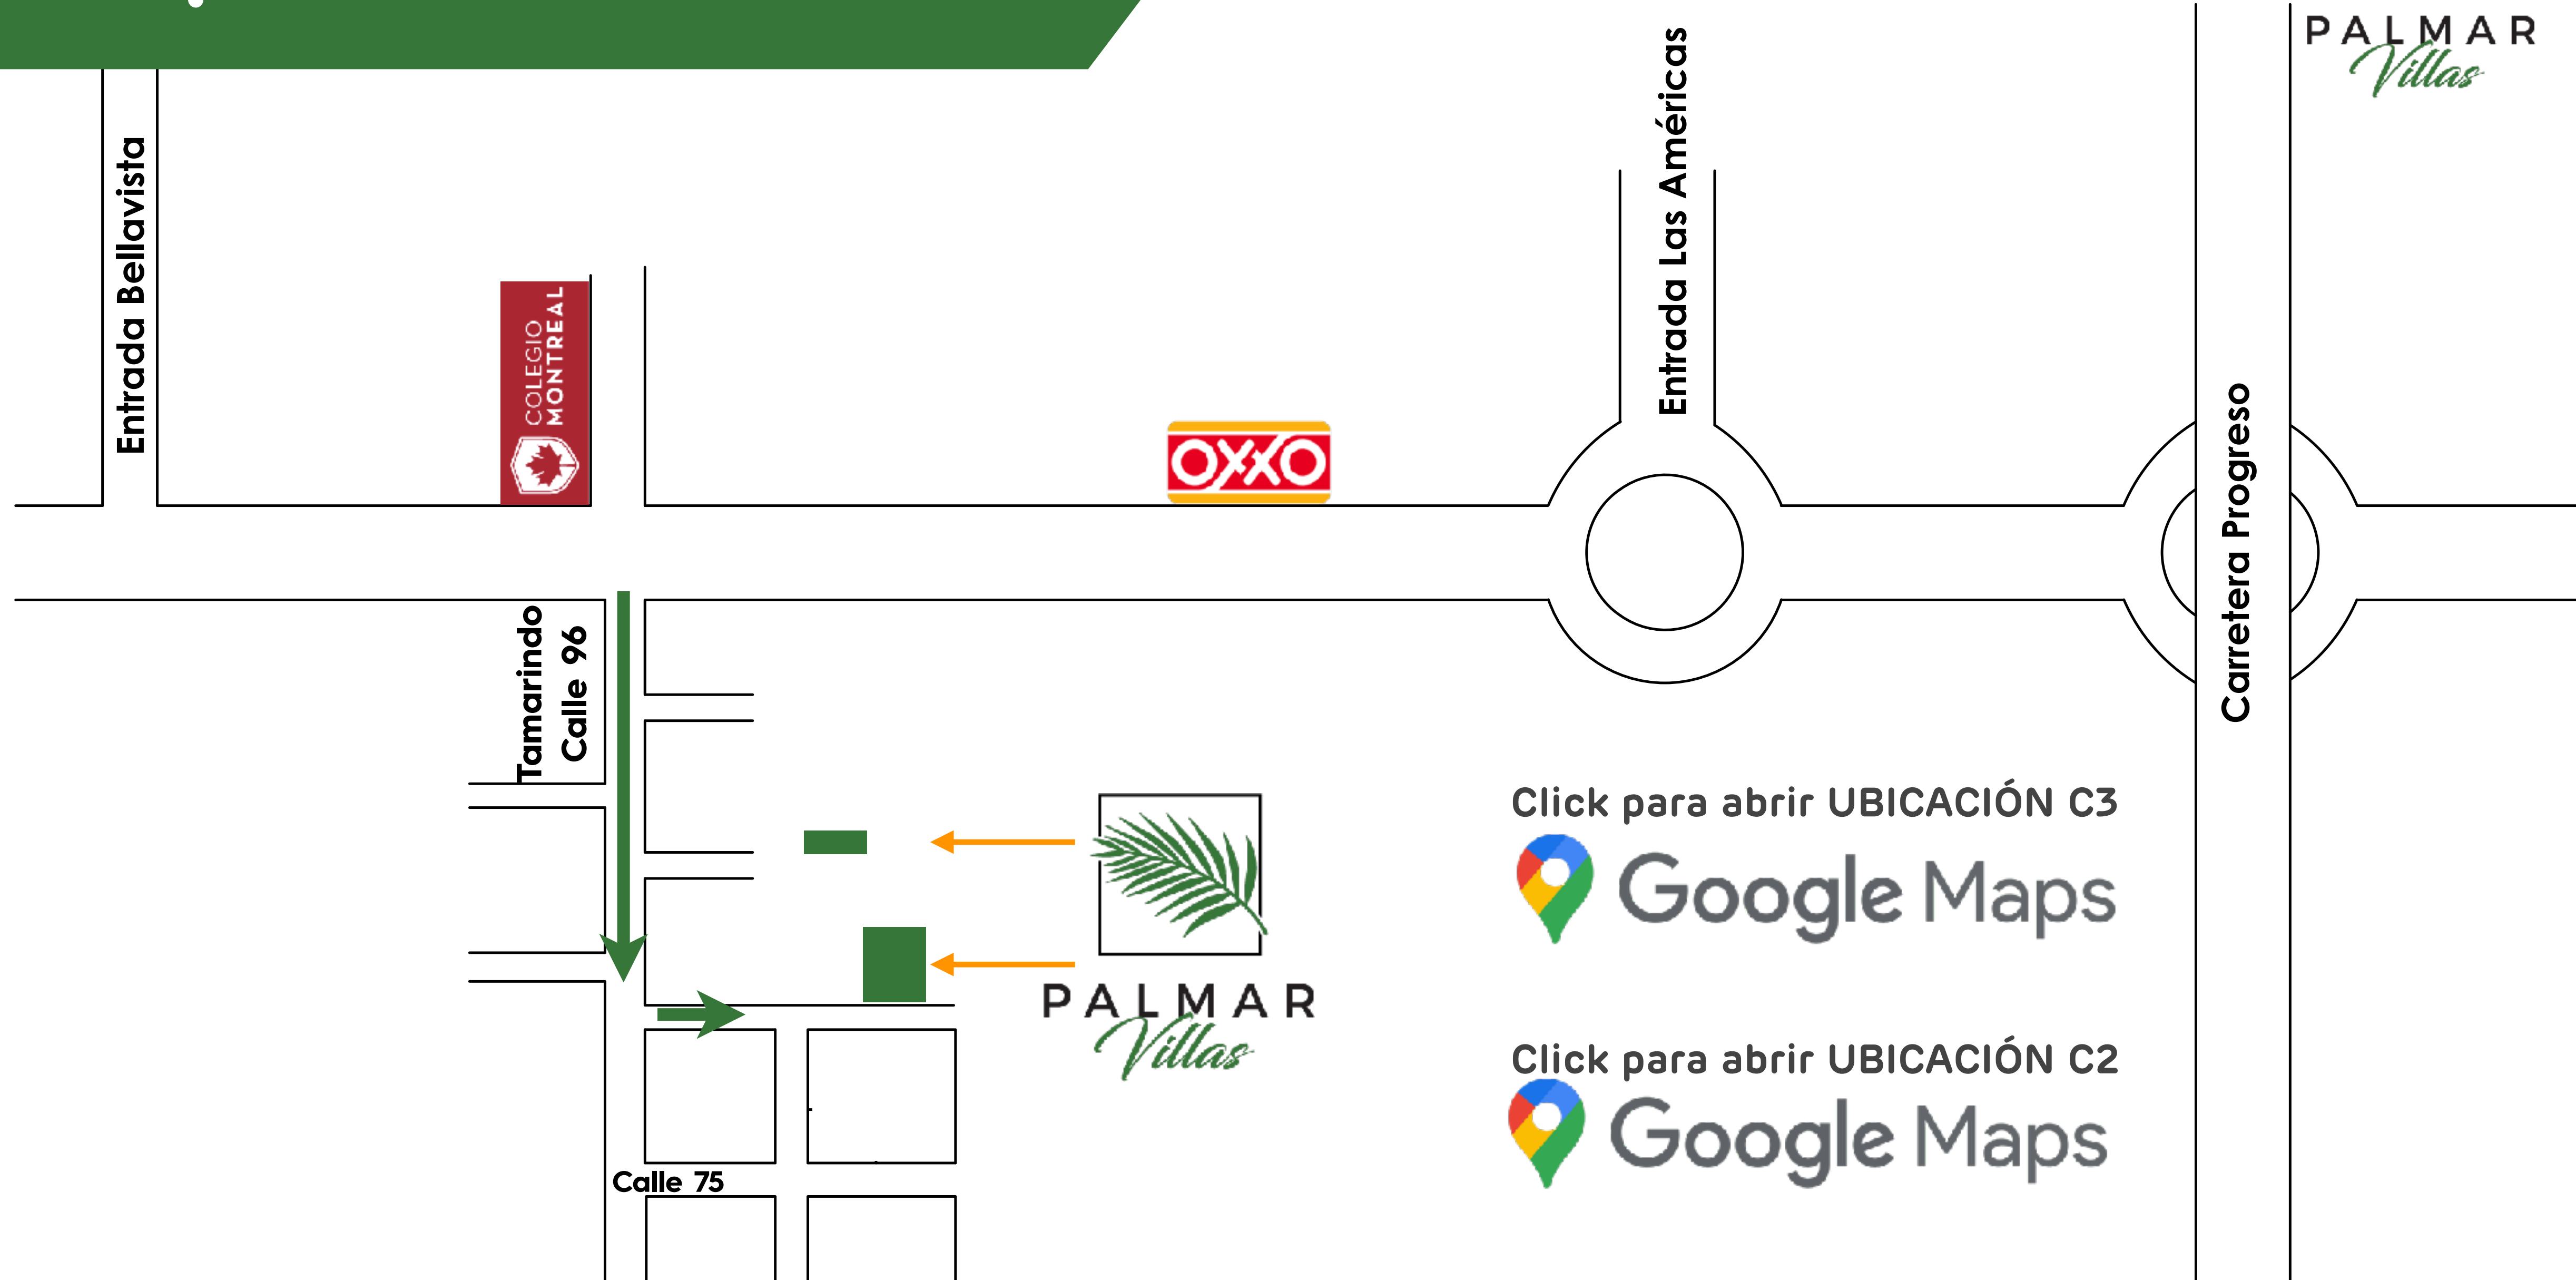 PALMAR
Villas
Entrada Bellavista
COLEGIO
MONTREAL
OXXO
Entrada Las Américas
Carretera Progreso
Tamarindo
Calle 96
PALMAR
Villas
Click para abrir UBICACIÓN C3
Google Maps
Click para abrir UBICACIÓN C2
Google Maps
Calle 75